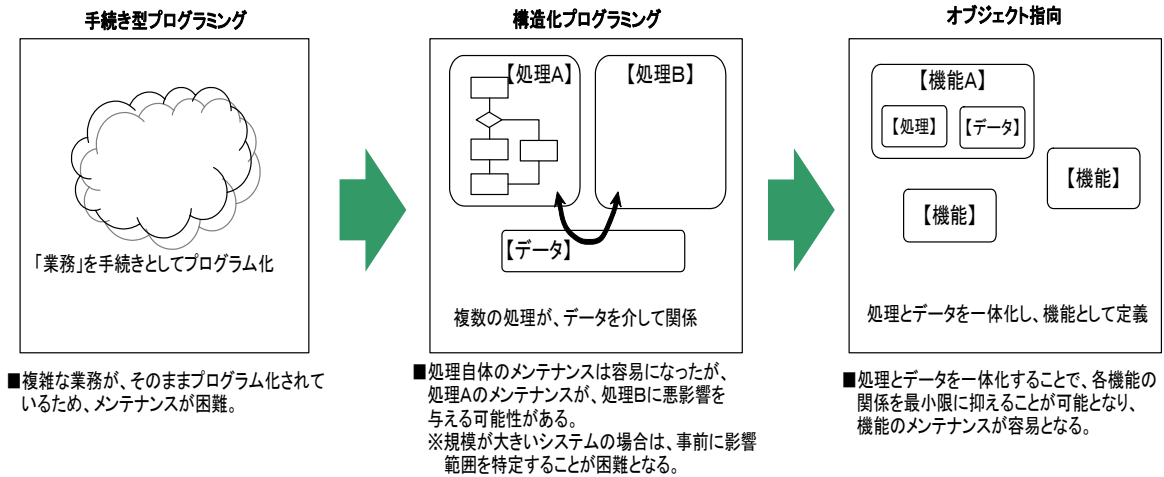 手続き型プログラミング
「業務」を手続きとしてプログラム化
■複雑な業務が、そのままプログラム化されて
いるため、メンテナンスが困難。
構造化プログラミング
【処理A】
【処理B】
【データ】
複数の処理が、データを介して関係
■処理自体のメンテナンスは容易になったが、
処理Aのメンテナンスが、処理Bに悪影響を
与える可能性がある。
※規模が大きいシステムの場合は、事前に影響
範囲を特定することが困難となる。
オブジェクト指向
【機能A】
【処理】
【データ】
【機能】
【機能】
処理とデータを一体化し、機能として定義
■処理とデータを一体化することで、各機能の
関係を最小限に抑えることが可能となり、
機能のメンテナンスが容易となる。